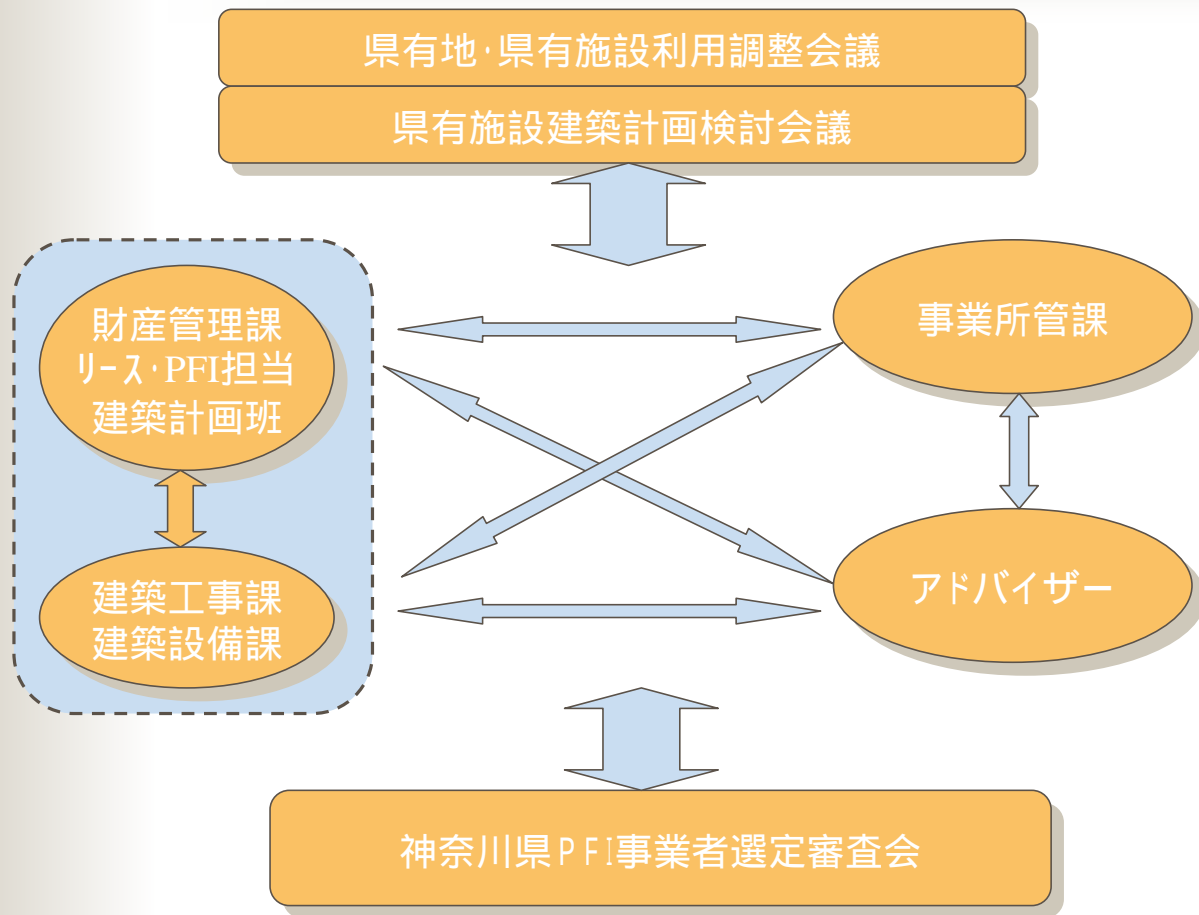 県有地・県有施設利用調整会議
県有施設建築計画検討会議
財産管理課
リース・PFI担当
建築計画班
事業所管課
建築工事課
建築設備課
アドバイザー
神奈川県PFI事業者選定審査会